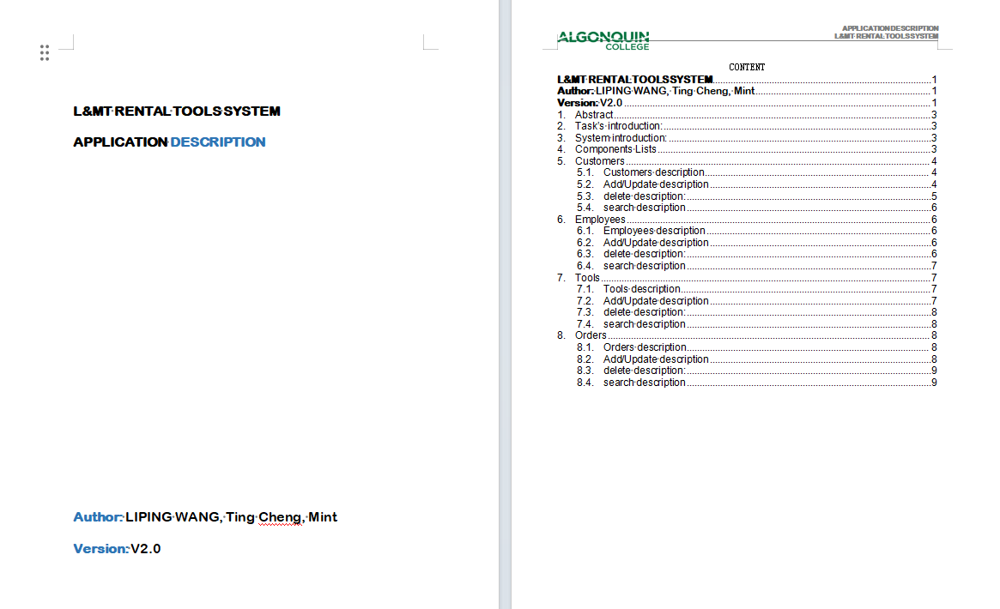 L&MT RENTAL TOOLS SYSTEM
APPLICATION DESCRIPTION
Author: LIPING WANG, Ting Cheng, Mint
Version: V2.0
ALGONQUIN
COLLEGE
APPLICATION DESCRIPTION
L&MT RENTAL TOOLS SYSTEM
CONTENT
L&MT RENTAL TOOLS SYSTEM 1
Author: LIPING WANG, Ting Cheng, Mint 1
Version: V2.0 1
1. Abstract 3
2. Task's introduction: 3
3. System introduction: 3
4. Components Lists 3
5. Customers 4
5.1. Customers description 4
5.2. Add/Update description 4
5.3. delete description: 5
5.4. search description 6
6. Employees 6
6.1. Employees description 6
6.2. Add/Update description 6
6.3. delete description: 6
6.4. search description 7
7. Tools 7
7.1. Tools description 7
7.2. Add/Update description 7
7.3. delete description: 8
7.4. search description 8
8. Orders 8
8.1. Orders description 8
8.2. Add/Update description 8
8.3. delete description: 9
8.4. search description 9